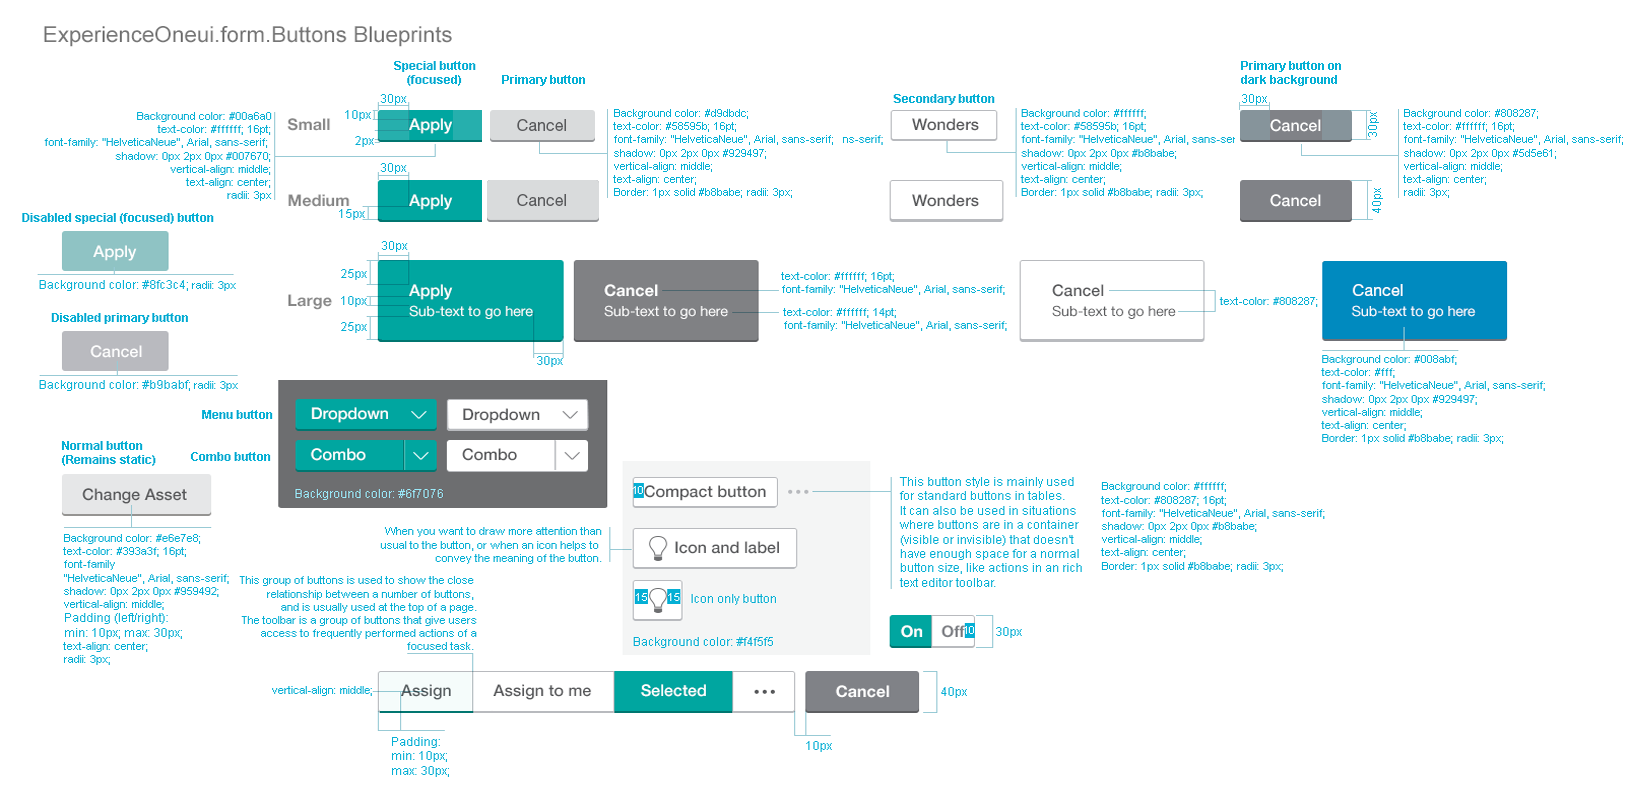 ExperienceOneui.form.Buttons Blueprints
Special button
(focused)
Primary button
Secondary button
Primary button on
dark background
30px
10px
2px
Small
Apply
Cancel
Background color: #00a6a0
text-color: #ffffff; 16pt;
font-family: "HelveticaNeue", Arial, sans-serif;
shadow: 0px 2px 0px #007670;
vertical-align: middle;
text-align: center;
radii: 3px
Background color: #d9dbdc;
text-color: #58595b; 16pt;
font-family: "HelveticaNeue", Arial, sans-serif;
shadow: 0px 2px 0px #929497;
vertical-align: middle;
text-align: center;
Border: 1px solid #b8babe; radii: 3px;
ns-serif;
Wonders
Background color: #ffffff;
text-color: #58595b; 16pt;
font-family: "HelveticaNeue", Arial, sans-ser
shadow: 0px 2px 0px #b8babe;
vertical-align: middle;
text-align: center;
Border: 1px solid #b8babe; radii: 3px;
30px
Cancel
30px
Background color: #808287;
text-color: #ffffff; 16pt;
font-family: "HelveticaNeue", Arial, sans-serif;
shadow: 0px 2px 0px #5d5e61;
vertical-align: middle;
text-align: center;
radii: 3px;
30px
Medium
15px
Apply
Cancel
Wonders
Cancel
40px
Disabled special (focused) button
Apply
Background color: #8fc3c4; radii: 3px
Disabled primary button
Cancel
Background color: #b9babf; radii: 3px
30px
25px
Large
10px
25px
Apply
Sub-text to go here
30px
Cancel
Sub-text to go here
text-color: #ffffff; 16pt;
font-family: "HelveticaNeue", Arial, sans-serif;
text-color: #ffffff; 14pt;
font-family: "HelveticaNeue", Arial, sans-serif;
Cancel
Sub-text to go here
text-color: #808287;
Cancel
Sub-text to go here
Background color: #008abf;
text-color: #fff;
font-family: "HelveticaNeue", Arial, sans-serif;
shadow: 0px 2px 0px #929497;
vertical-align: middle;
text-align: center;
Border: 1px solid #b8babe; radii: 3px;
Menu button
Dropdown
Dropdown
Combo button
Combo
Combo
Background color: #6f7076
Normal button
(Remains static)
Change Asset
Background color: #e6e7e8;
text-color: #393a3f; 16pt;
font-family
"HelveticaNeue", Arial, sans-serif;
shadow: 0px 2px 0px #959492;
vertical-align: middle;
Padding (left/right):
min: 10px; max: 30px;
text-align: center;
radii: 3px;
When you want to draw more attention than
usual to the button, or when an icon helps to
convey the meaning of the button.
10
Compact button
Icon and label
15
15
Icon only button
Background color: #f4f5f5
This button style is mainly used
for standard buttons in tables.
It can also be used in situations
where buttons are in a container
(visible or invisible) that doesn't
have enough space for a normal
button size, like actions in an rich
text editor toolbar.
Background color: #ffffff;
text-color: #808287; 16pt;
font-family: "HelveticaNeue", Arial, sans-serif;
shadow: 0px 2px 0px #b8babe;
vertical-align: middle;
text-align: center;
Border: 1px solid #b8babe; radii: 3px;
This group of buttons is used to show the close
relationship between a number of buttons,
and is usually used at the top of a page.
The toolbar is a group of buttons that give users
access to frequently performed actions of a
focused task.
On
Off
10
30px
vertical-align: middle;
Assign
Assign to me
Selected
Cancel
40px
Padding:
min: 10px;
max: 30px;
10px